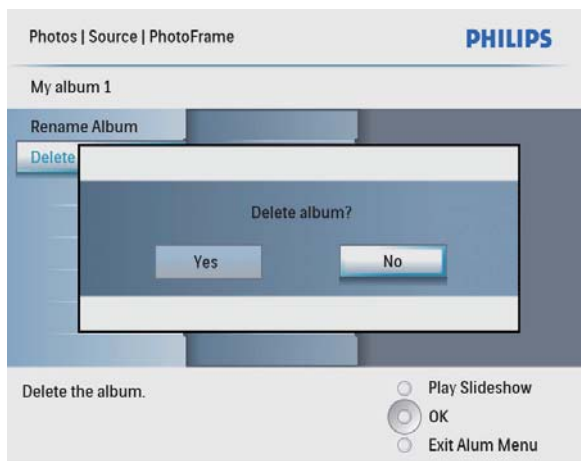 Photos | Source | PhotoFrame
PHILIPS
My album 1
Rename Album
Delete
Delete album?
Yes
No
Delete the album.
Play Slideshow
OK
Exit Alum Menu